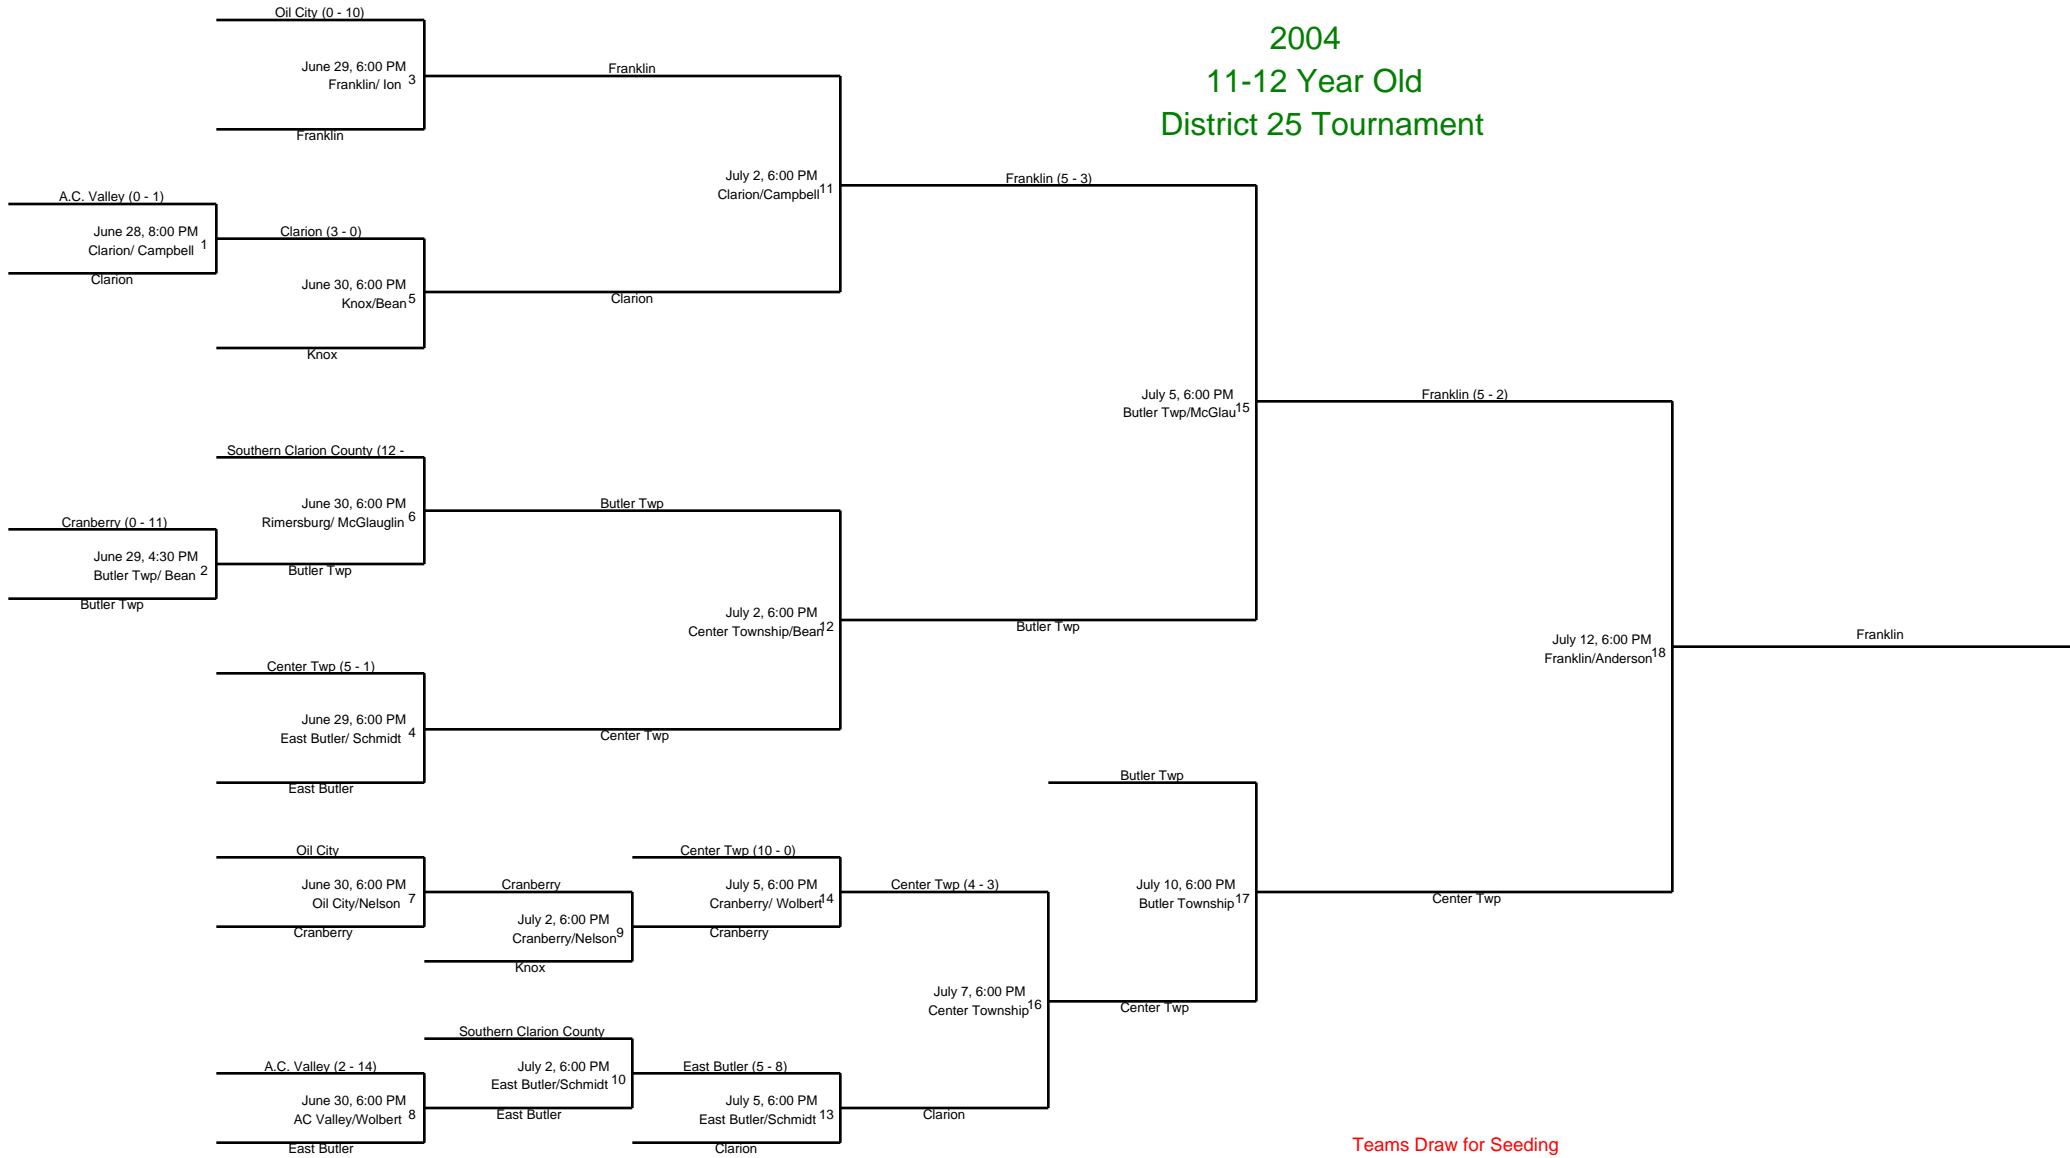 2004
11-12 Year Old
District 25 Tournament
Oil City (0 - 10)
June 29, 6:00 PM
Franklin/ Ion 3
Franklin
Franklin
A.C. Valley (0 - 1)
June 28, 8:00 PM
Clarion/ Campbell 1
Clarion
Clarion (3 - 0)
June 30, 6:00 PM
Knox/Bean 5
Knox
Clarion
July 2, 6:00 PM
Clarion/Campbell 11
Franklin (5 - 3)
Southern Clarion County (12 -
June 30, 6:00 PM
Rimersburg/ McGlauglin 6
Butler Twp
Cranberry (0 - 11)
June 29, 4:30 PM
Butler Twp/ Bean 2
Butler Twp
Butler Twp
July 2, 6:00 PM
Center Township/Bean 12
Butler Twp
Center Twp (5 - 1)
June 29, 6:00 PM
East Butler/ Schmidt 4
East Butler
Center Twp
July 5, 6:00 PM
Butler Twp/McGlau 15
Franklin (5 - 2)
July 12, 6:00 PM
Franklin/Anderson 18
Franklin
Butler Twp
July 10, 6:00 PM
Butler Township 17
Center Twp
Center Twp
Oil City
June 30, 6:00 PM
Oil City/Nelson 7
Cranberry
Cranberry
July 2, 6:00 PM
Cranberry/Nelson 9
Knox
Center Twp (10 - 0)
July 5, 6:00 PM
Cranberry/ Wolbert 14
Cranberry
Center Twp (4 - 3)
July 7, 6:00 PM
Center Township 16
Southern Clarion County
July 2, 6:00 PM
East Butler/Schmidt 10
East Butler
A.C. Valley (2 - 14)
June 30, 6:00 PM
AC Valley/Wolbert 8
East Butler
East Butler (5 - 8)
July 5, 6:00 PM
East Butler/Schmidt 13
Clarion
Clarion
Teams Draw for Seeding